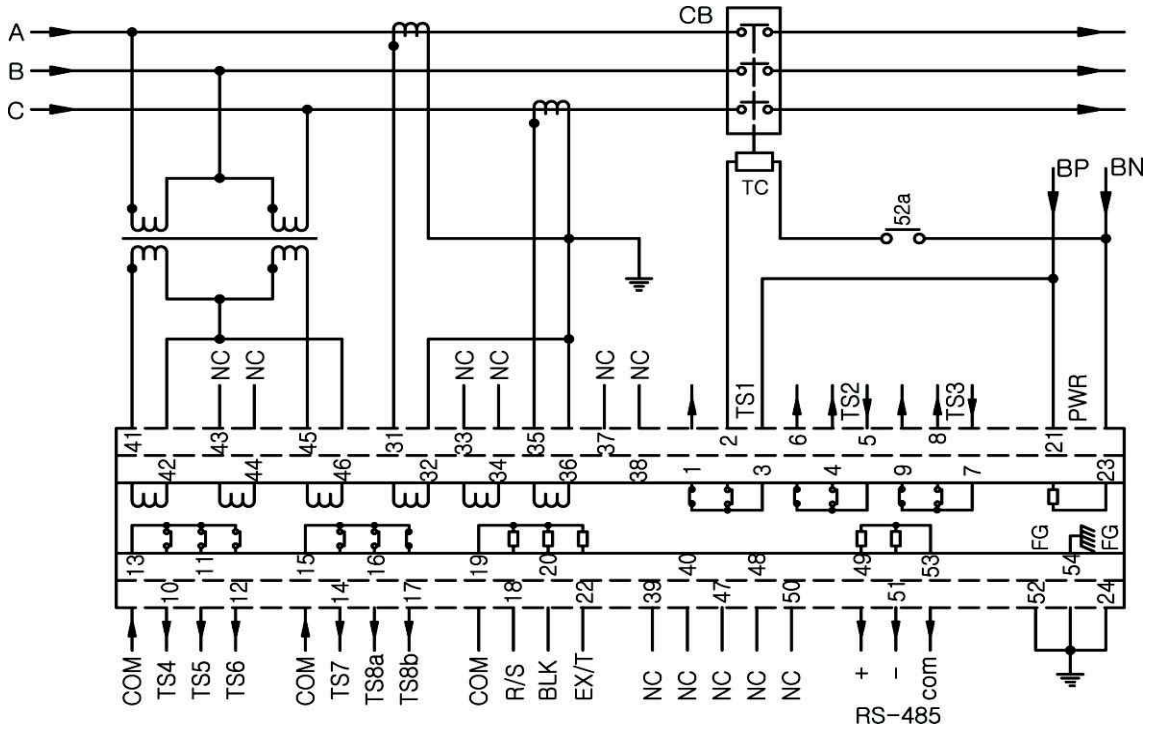 A
B
C
CB
TC
52a
BP
BN
NC
NC
NC
NC
NC
NC
TS1
TS2
TS3
PWR
41
43
45
31
33
35
37
2
6
5
8
21
42
44
46
32
34
36
38
1
3
4
9
7
23
FG
FG
13
11
15
16
19
20
40
48
49
53
54
10
12
14
17
18
22
39
47
50
51
52
24
COM
TS4
TS5
TS6
COM
TS7
TS8a
TS8b
COM
R/S
BLK
EX/T
NC
NC
NC
NC
NC
+
-
com
RS-485